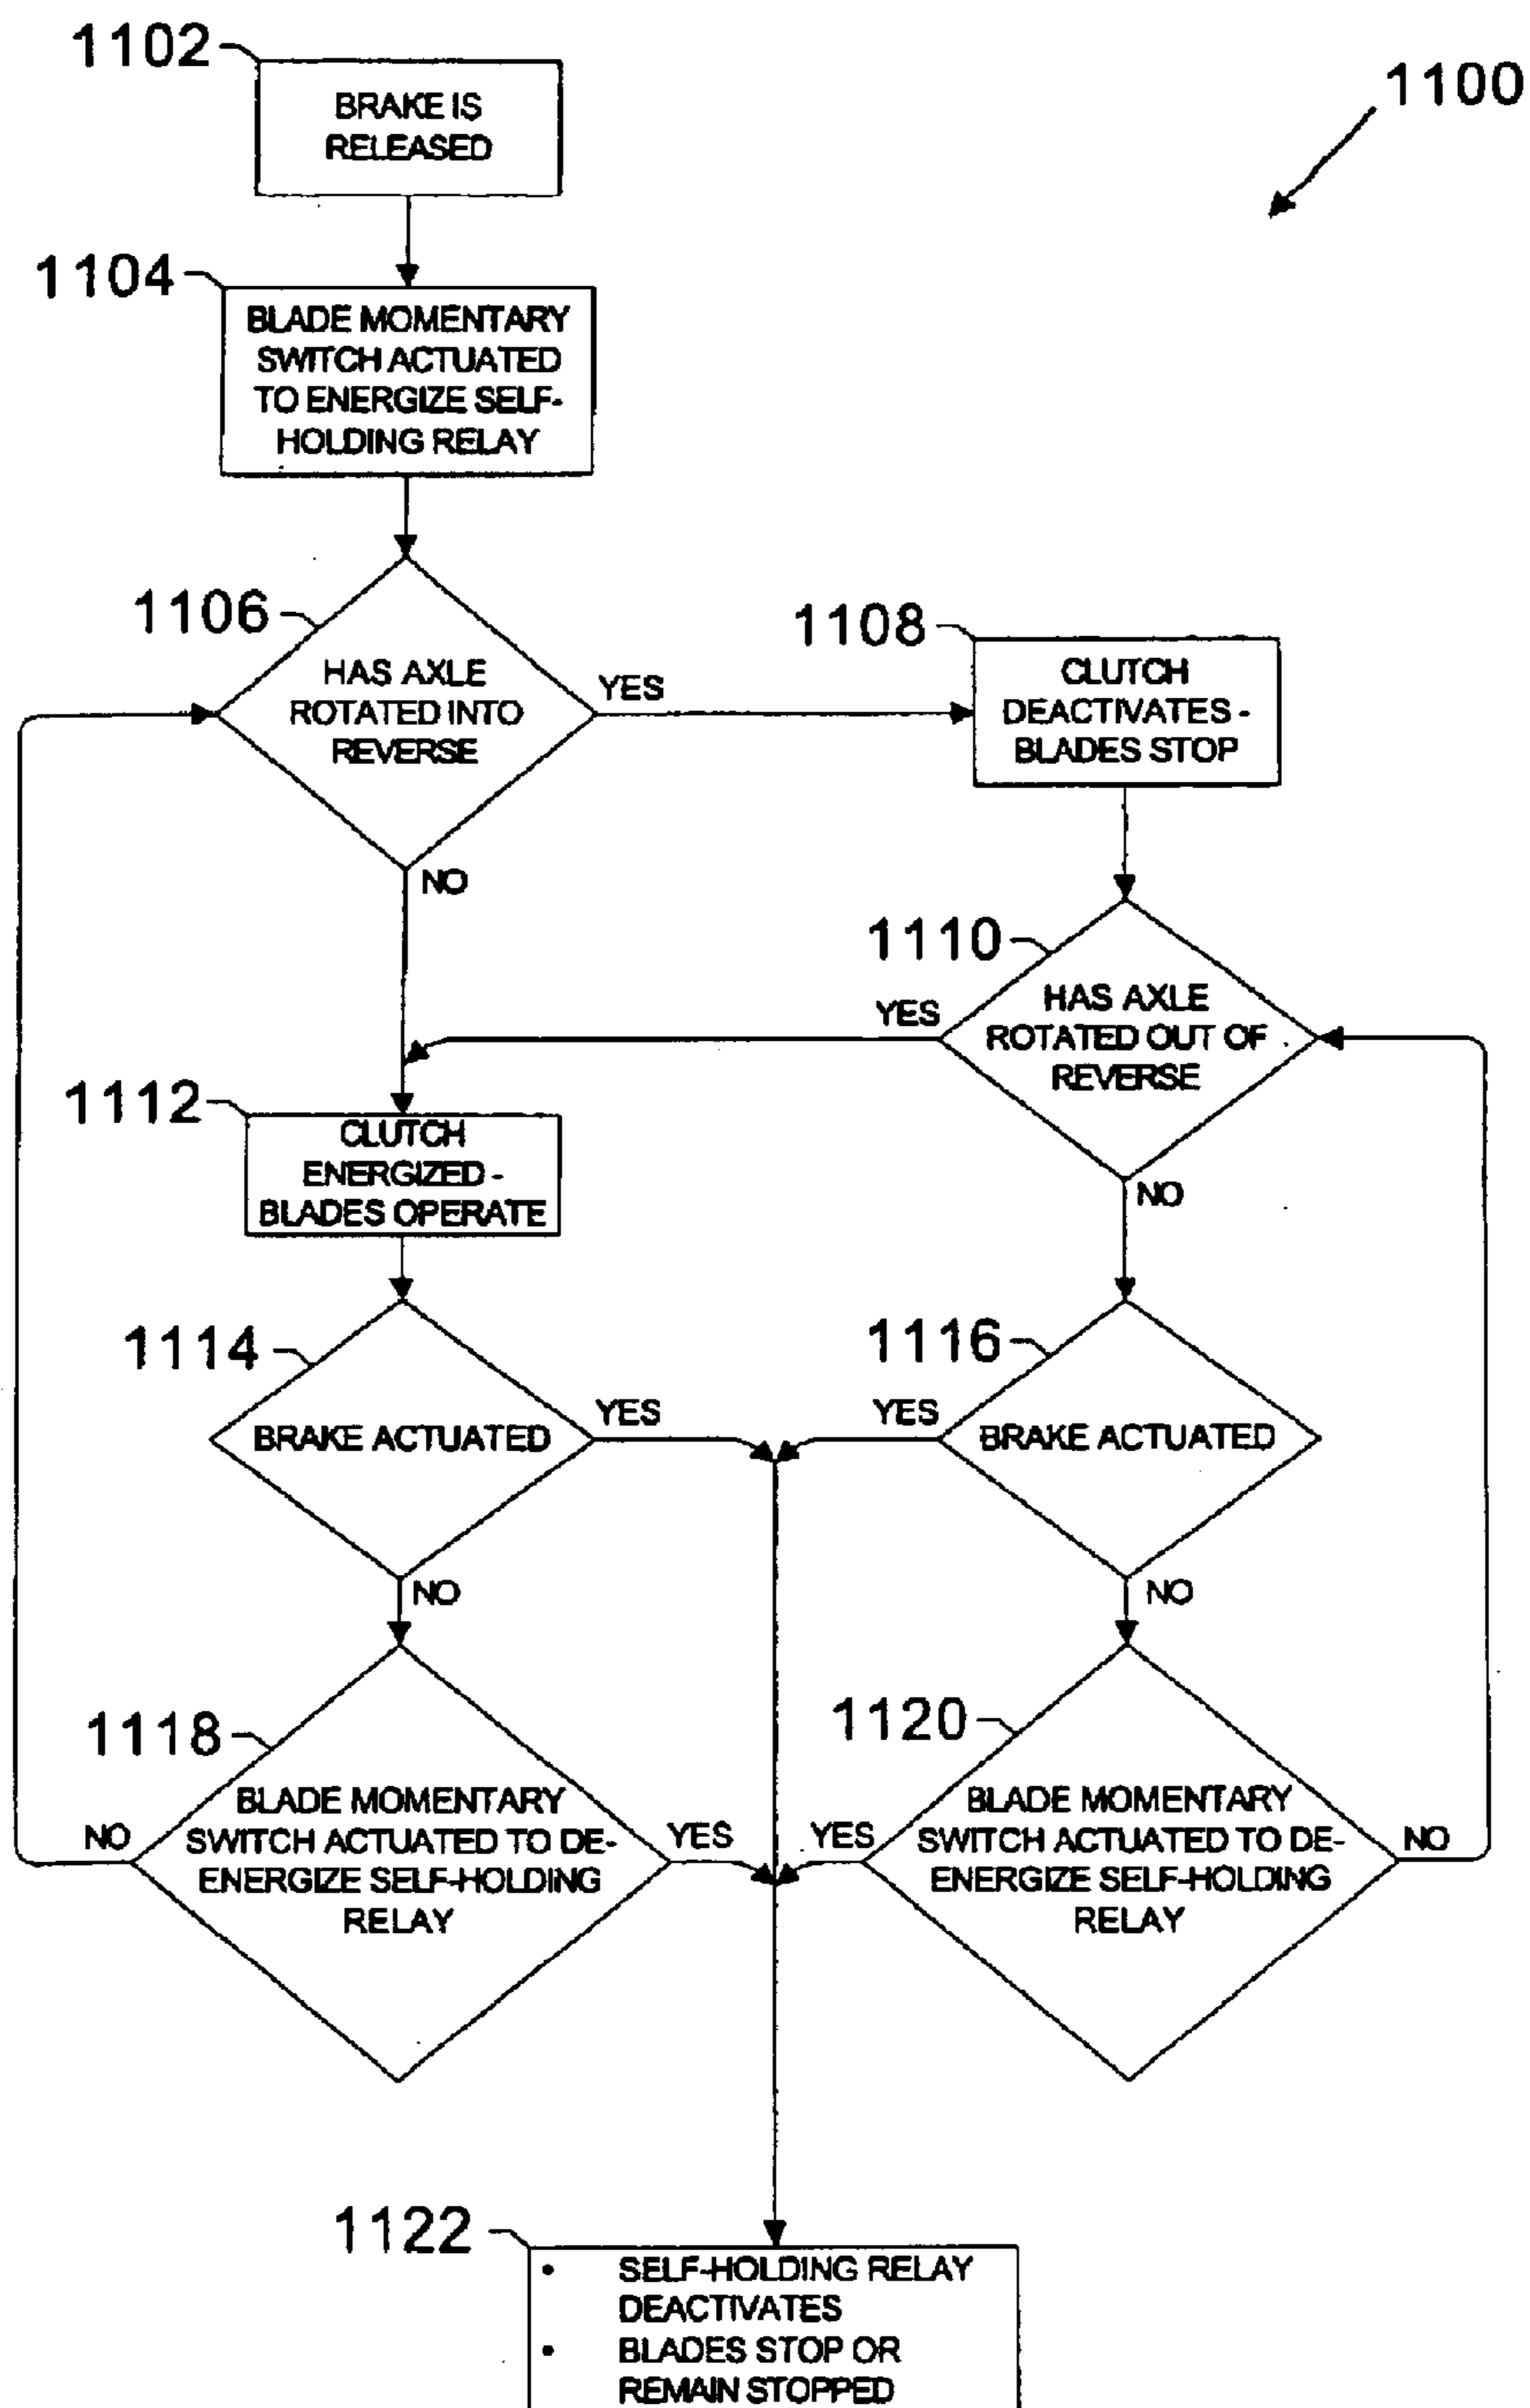 1102
BRAKE IS
RELEASED
1100
1104
BLADE MOMENTARY
SWITCH ACTUATED
TO ENERGIZE SELF-
HOLDING RELAY
1106
HAS AXLE
ROTATED INTO
REVERSE
YES
NO
1108
CLUTCH
DEACTIVATES -
BLADES STOP
1110
HAS AXLE
ROTATED OUT OF
REVERSE
YES
NO
1112
CLUTCH
ENERGIZED -
BLADES OPERATE
1114
BRAKE ACTUATED
YES
NO
1116
BRAKE ACTUATED
YES
NO
1118
BLADE MOMENTARY
SWITCH ACTUATED TO DE-
ENERGIZE SELF-HOLDING
RELAY
NO
YES
1120
BLADE MOMENTARY
SWITCH ACTUATED TO DE-
ENERGIZE SELF-HOLDING
RELAY
YES
NO
1122
• SELF-HOLDING RELAY
DEACTIVATES
• BLADES STOP OR
REMAIN STOPPED